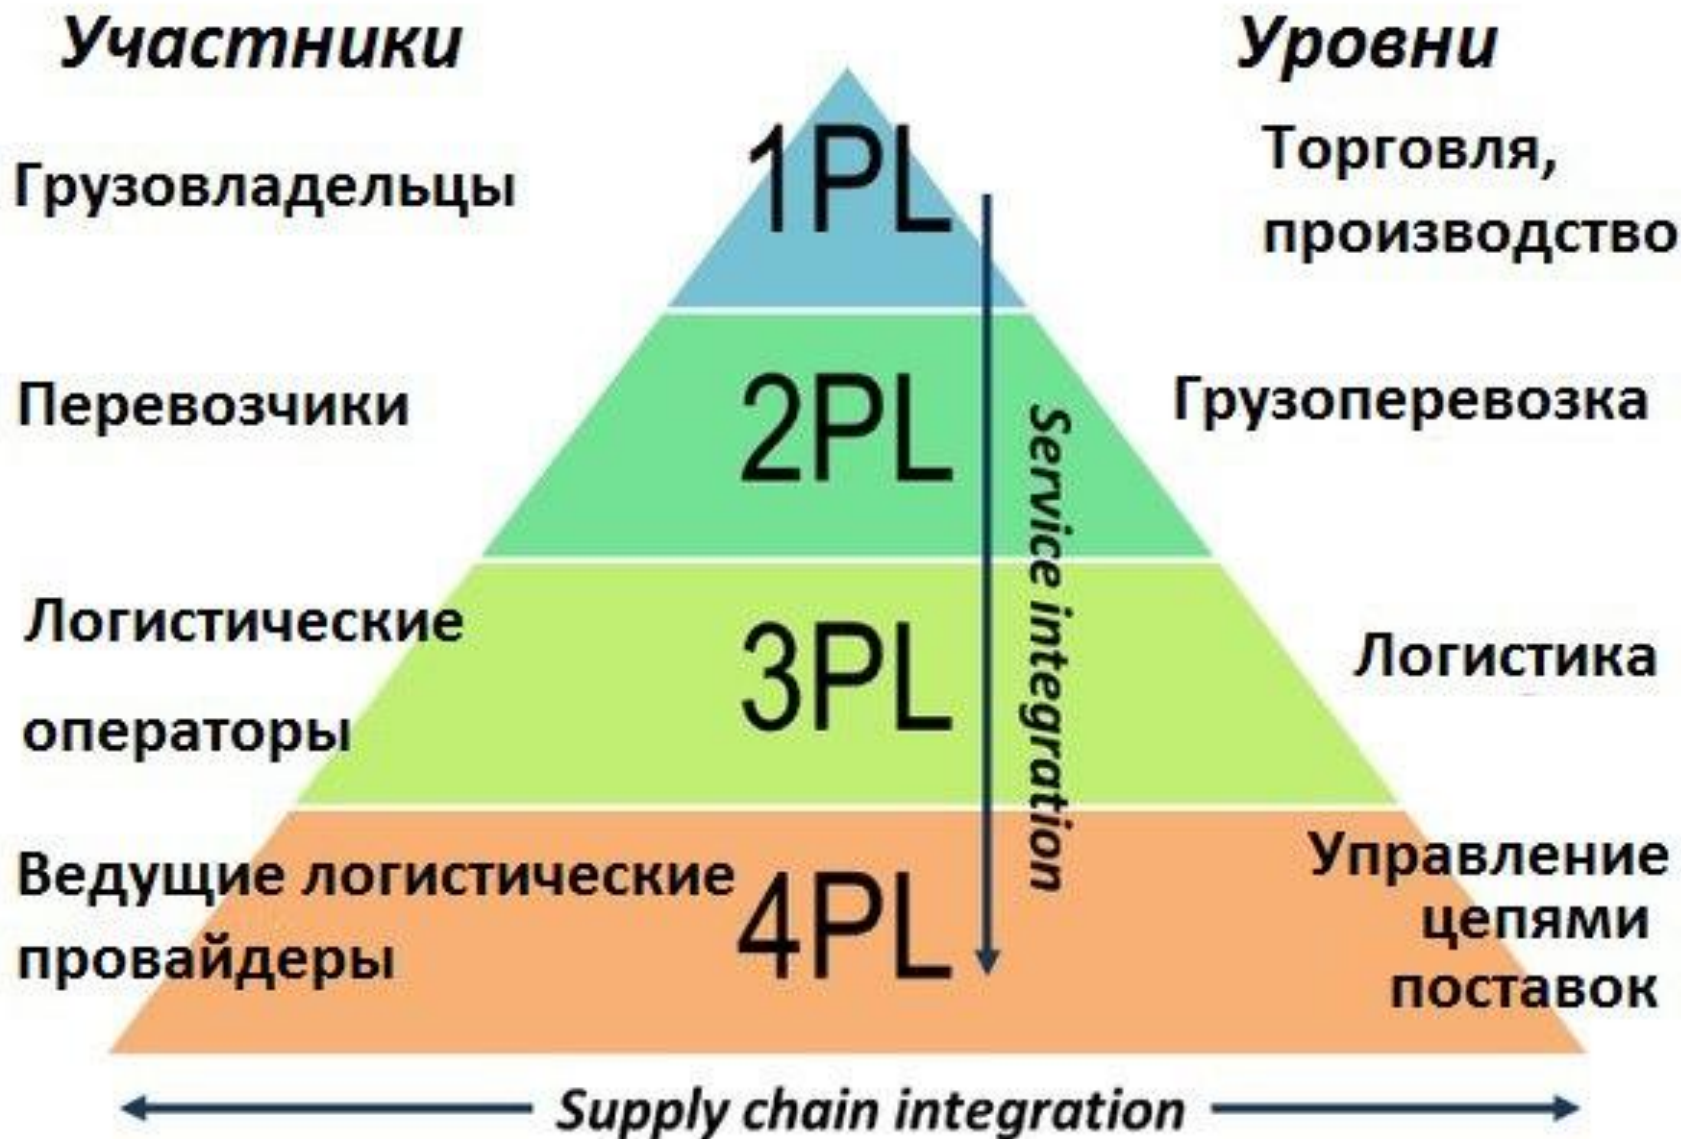 Участники
Уровни
Грузовладельцы
1PL
Торговля,
производство
Перевозчики
2PL
Грузоперевозка
Service integration
Логистические
операторы
3PL
Логистика
Ведущие логистические
провайдеры
4PL
Управление
цепями
поставок
Supply chain integration